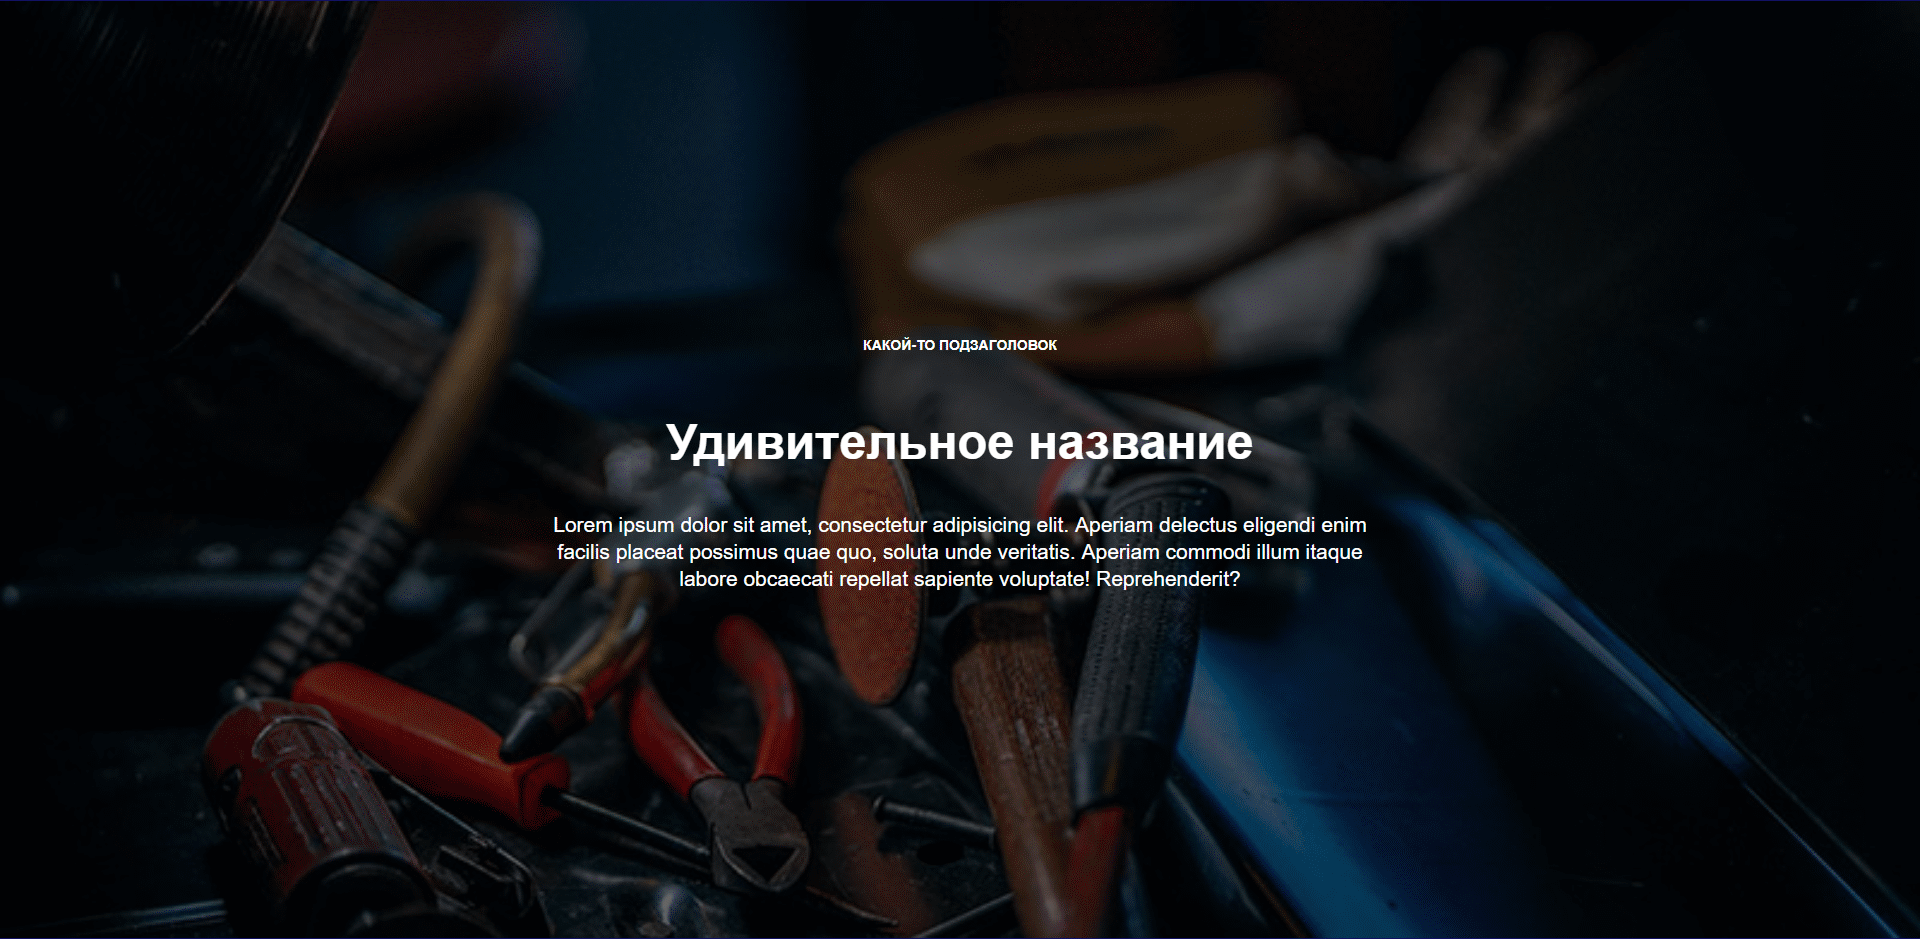 КАКОЙ-ТО ПОДЗАГОЛОВОК
Удивительное название
Lorem ipsum dolor sit amet, consectetur adipisicing elit. Aperiam delectus eligendi enim
facilis placeat possimus quae quo, soluta unde veritatis. Aperiam commodi illum itaque
labore obcaecati repellat sapiente voluptate! Reprehenderit?